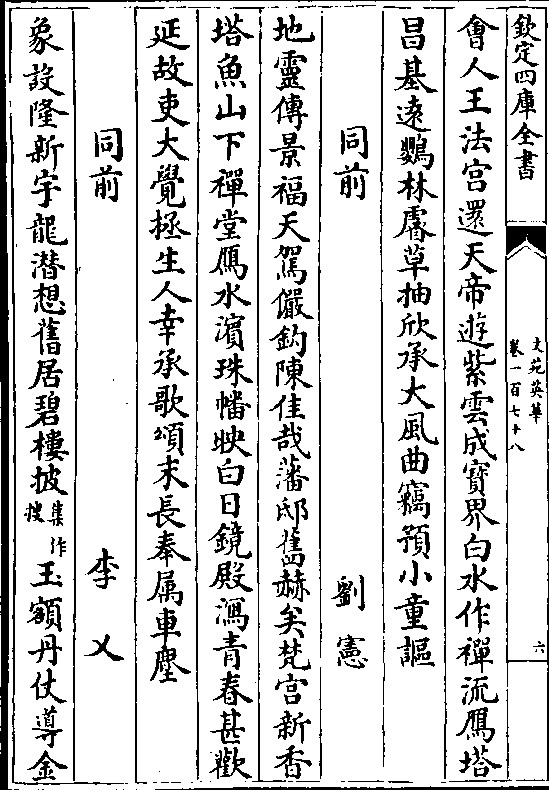 欽定四庫全書
文苑英華
卷一百七十八
六
會人王法宫還天帝遊紫雲成寶界白水作禪流鴈塔
昌基逺鸚林䧹草抽欣承大風曲竊預小童謳
同前
劉憲
地靈傳景福天駕儼鈎陳佳哉藩邸舊赫矣梵宫新香
塔魚山下禪堂鴈水濱珠幡映白日鏡殿瀉青春甚歡
延故吏大覺拯生人幸承歌頌末長奉属車塵
同前
李乂
象設隆新宇龍潜想舊居碧樓披集作搜玉額丹仗導金